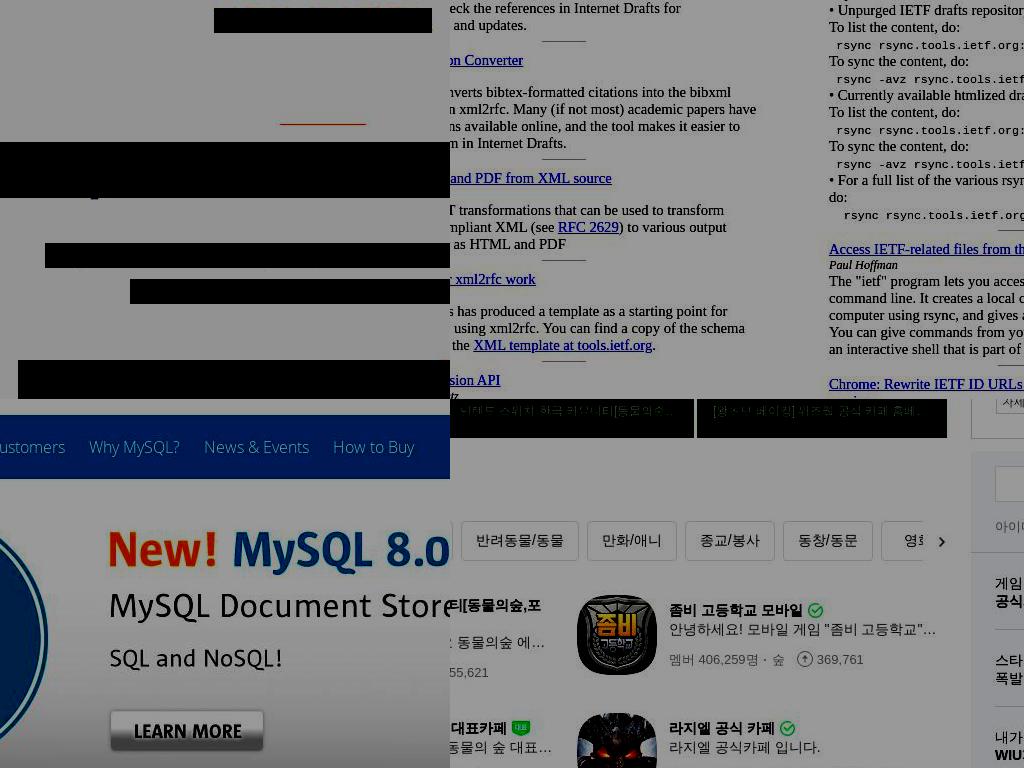 eck the references in Internet Drafts for
and updates.
on Converter
nverts bibtex-formatted citations into the bibxml
n xml2rfc. Many (if not most) academic papers have
ns available online, and the tool makes it easier to
m in Internet Drafts.
and PDF from XML source
T transformations that can be used to transform
mpliant XML (see RFC 2629) to various output
as HTML and PDF
xml2rfc work
s has produced a template as a starting point for
using xml2rfc. You can find a copy of the schema
the XML template at tools.ietf.org.
sion API
• Unpurged IETF drafts repositor
To list the content, do:
rsync rsync.tools.ietf.org:
To sync the content, do:
rsync -avz rsync.tools.iet
• Currently available htmlized dra
To list the content, do:
rsync rsync.tools.ietf.org:
To sync the content, do:
rsync -avz rsync.tools.iet
• For a full list of the various rsyn
do:
rsync rsync.tools.ietf.org
Access IETF-related files from th
Paul Hoffman
The "ietf" program lets you acces
command line. It creates a local c
computer using rsync, and gives a
You can give commands from yo
an interactive shell that is part of
Chrome: Rewrite IETF ID URLs
ustomers Why MySQL? News & Events How to Buy
New! MySQL 8.0
MySQL Document Store
SQL and NoSQL!
LEARN MORE
반려동물/동물 만화/애니 종교/봉사 동창/동문 영화
티[동물의숲,포
동물의숲 에...
55,621
좀비 고등학교
좀비 고등학교 모바일
안녕하세요! 모바일 게임 "좀비 고등학교"...
멤버 406,259명 · 숲 369,761
대표카페 대표
동물의 숲 대표...
라지엘 공식 카페
라지엘 공식카페 입니다.
자세
아이디
게임
공식
스타
폭발
내가
WIU